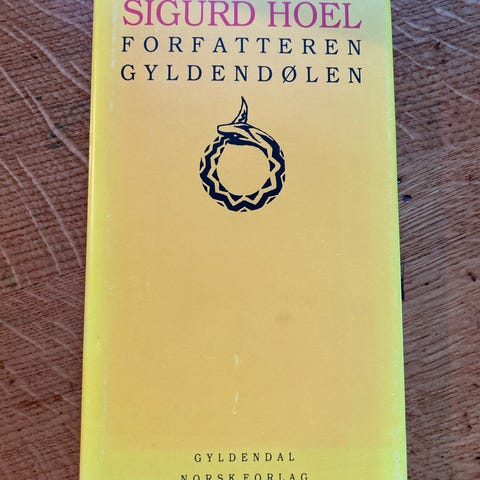 SIGURD HOEL
FORFATTEREN
GYLDENDØLEN
GYLDENDAL
NORSK FORLAG